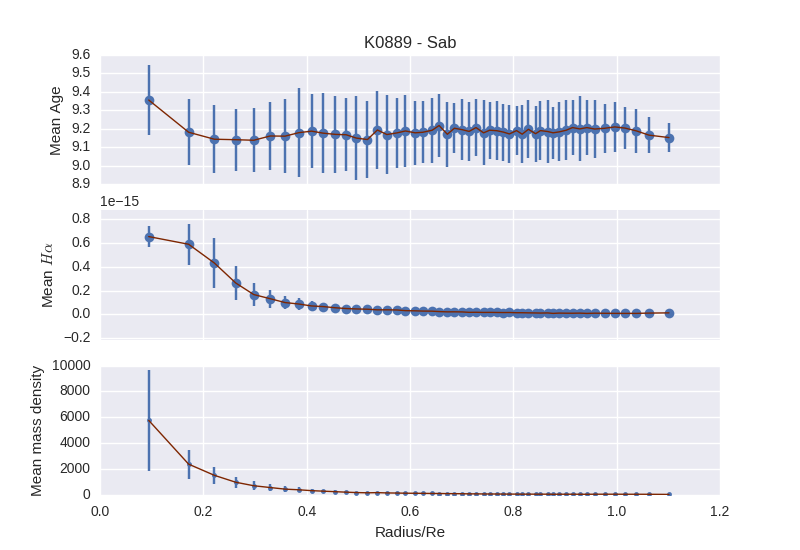 K0889 - Sab
9.6
9.5
9.4
9.3
9.2
9.1
9.0
8.9
Mean Age
1e−15
0.8
0.6
0.4
0.2
0.0
−0.2
Mean Hα
10000
8000
6000
4000
2000
0
Mean mass density
0.0 0.2 0.4 0.6 0.8 1.0 1.2
Radius/Re